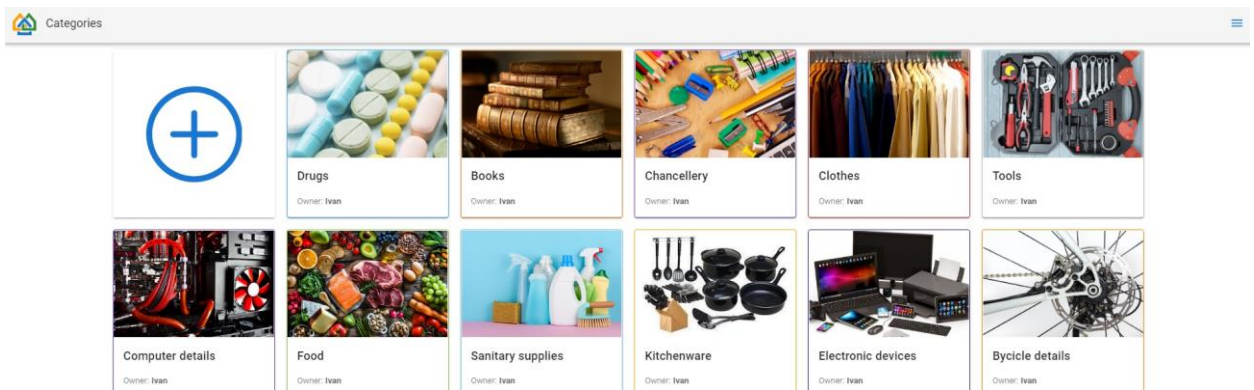 Categories
Drugs
Owner: Ivan
Books
Owner: Ivan
Chancellery
Owner: Ivan
Clothes
Owner: Ivan
Tools
Owner: Ivan
Computer details
Owner: Ivan
Food
Owner: Ivan
Sanitary supplies
Owner: Ivan
Kitchenware
Owner: Ivan
Electronic devices
Owner: Ivan
Bycicle details
Owner: Ivan